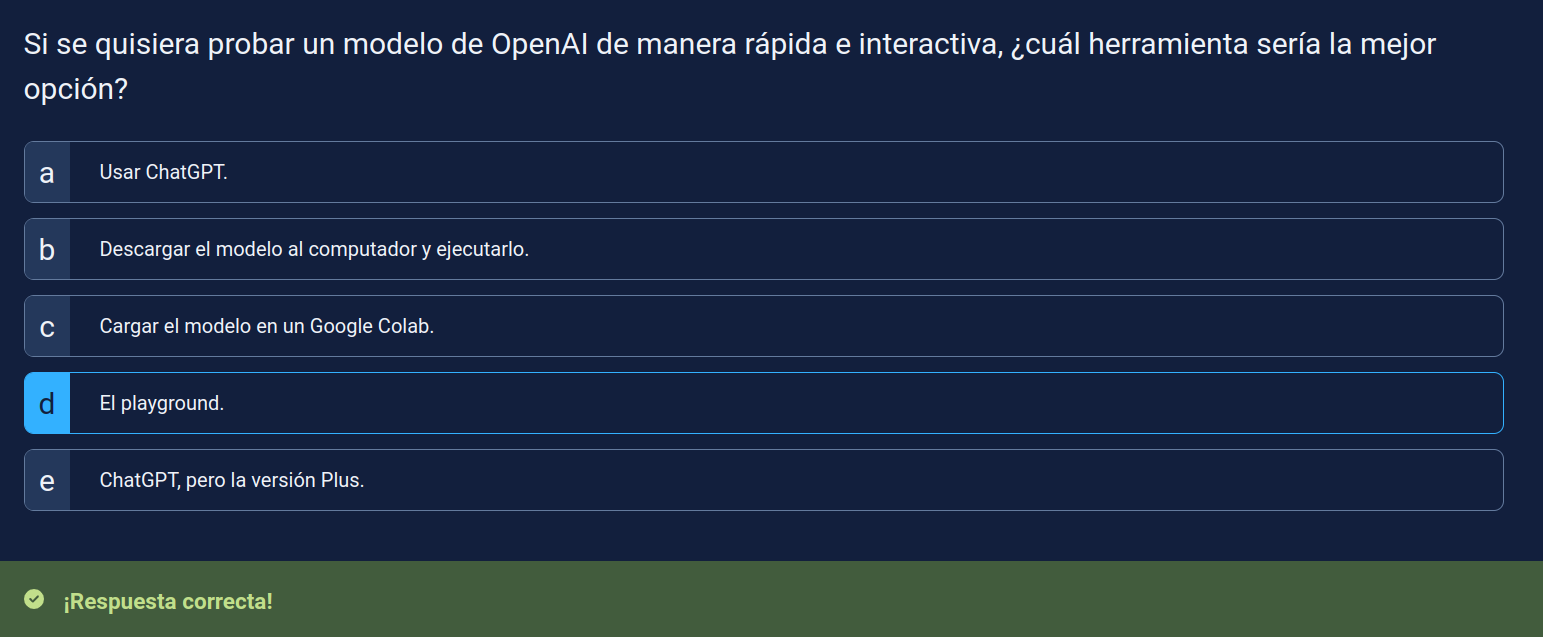 Si se quisiera probar un modelo de OpenAI de manera rápida e interactiva, ¿cuál herramienta sería la mejor
opción?
a Usar ChatGPT.
b Descargar el modelo al computador y ejecutarlo.
c Cargar el modelo en un Google Colab.
d El playground.
e ChatGPT, pero la versión Plus.
¡Respuesta correcta!